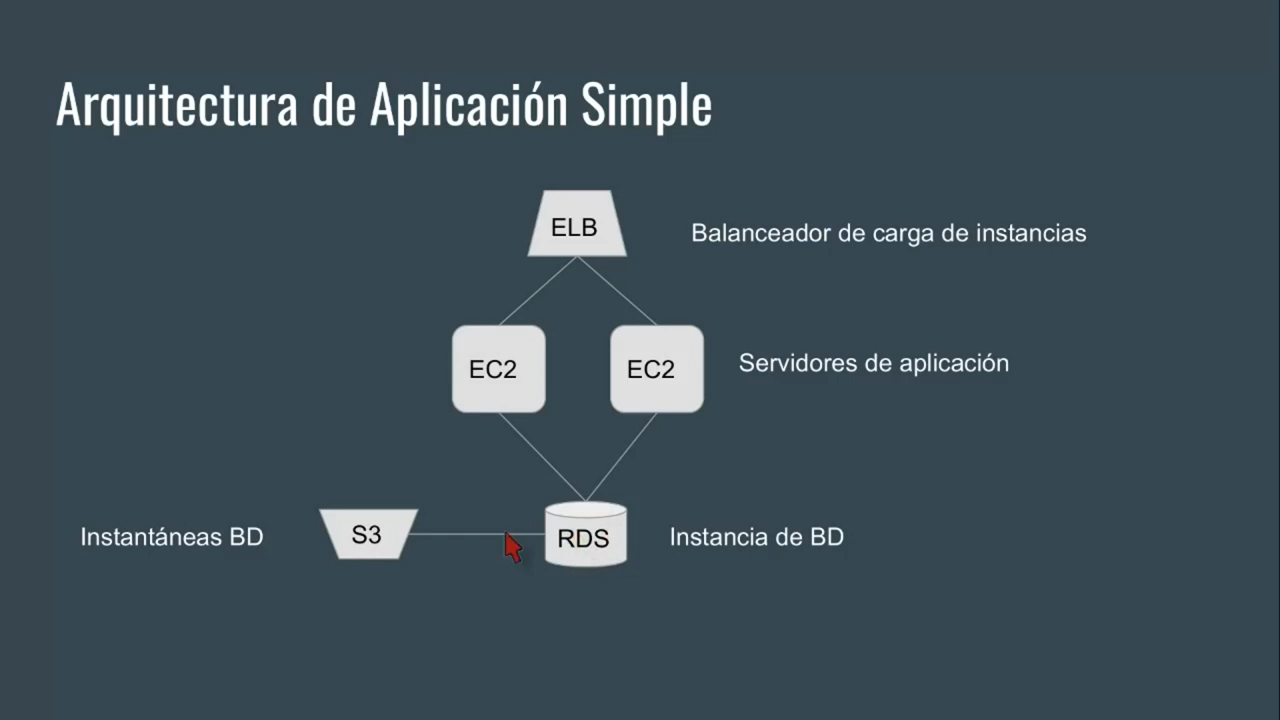 Arquitectura de Aplicación Simple
ELB
Balanceador de carga de instancias
EC2
EC2
Servidores de aplicación
Instantáneas BD
S3
RDS
Instancia de BD